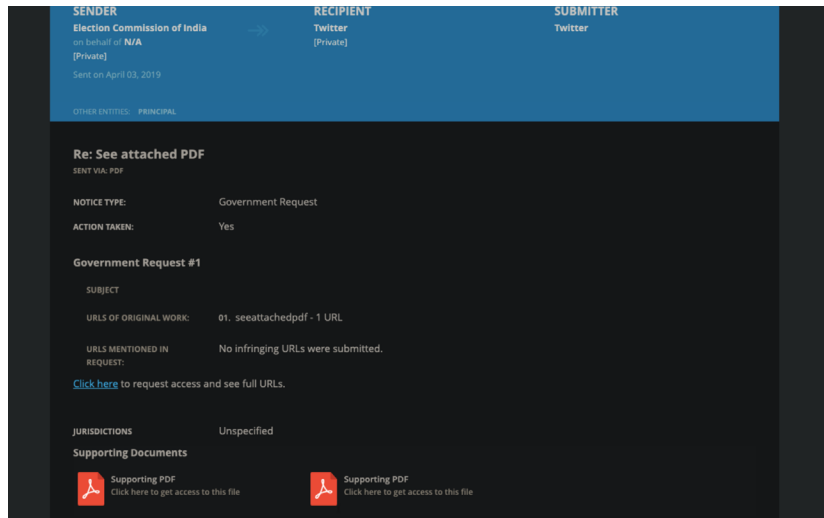 SENDER
RECIPIENT
SUBMITTER
Election Commission of India
Twitter
Twitter
on behalf of N/A
[Private]
[Private]
Sent on April 03, 2019
OTHER ENTITIES: PRINCIPAL
Re: See attached PDF
SENT VIA: PDF
NOTICE TYPE: Government Request
ACTION TAKEN: Yes
Government Request #1
SUBJECT
URLS OF ORIGINAL WORK: 01. seeattachedpdf - 1 URL
URLS MENTIONED IN No infringing URLs were submitted.
REQUEST:
Click here to request access and see full URLs.
JURISDICTIONS Unspecified
Supporting Documents
Supporting PDF
Click here to get access to this file
Supporting PDF
Click here to get access to this file